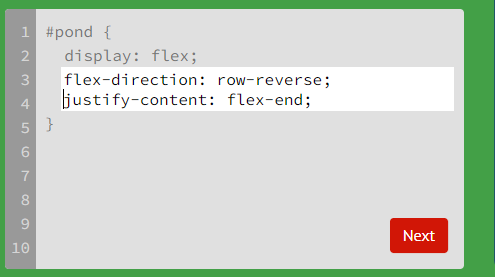 1 #pond {
2 display: flex;
3 flex-direction: row-reverse;
4 justify-content: flex-end;
5 }
6
7
8
9
10
Next